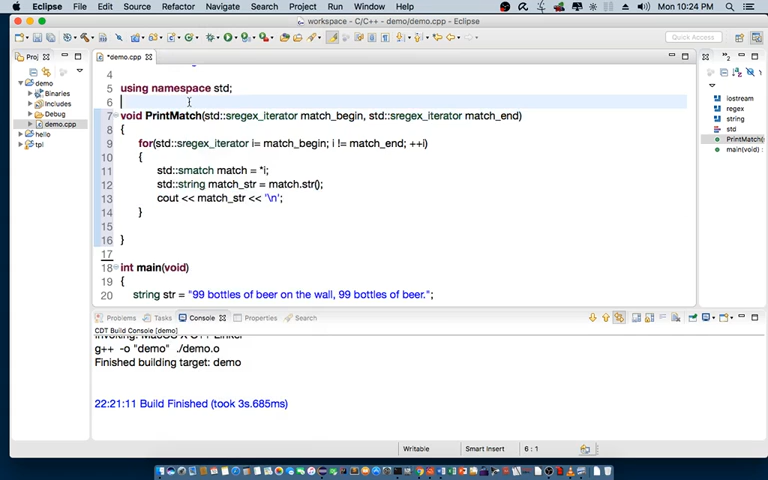 Eclipse File Edit Source Refactor Navigate Search Project Run Window Help Mon 10:24 PM
workspace - C/C++ - demo/demo.cpp - Eclipse
Quick Access
Proj
*demo.cpp
»2
demo
Binaries
Includes
Debug
demo.cpp
hello
tpl
4
5 using namespace std;
6
7 void PrintMatch(std::sregex_iterator match_begin, std::sregex_iterator match_end)
8 {
9 for(std::sregex_iterator i= match_begin; i != match_end; ++i)
10 {
11 std::smatch match = *i;
12 std::string match_str = match.str();
13 cout << match_str << '\n';
14 }
15
16 }
17
18 int main(void)
19 {
20 string str = "99 bottles of beer on the wall, 99 bottles of beer.";
iostream
regex
string
std
PrintMatch(
main(void) :
Problems Tasks Console Properties Search
CDT Build Console [demo]
Invoking: MacOS X C++ Linker
g++ -o "demo" ./demo.o
Finished building target: demo
22:21:11 Build Finished (took 3s.685ms)
Writable Smart Insert 6 : 1